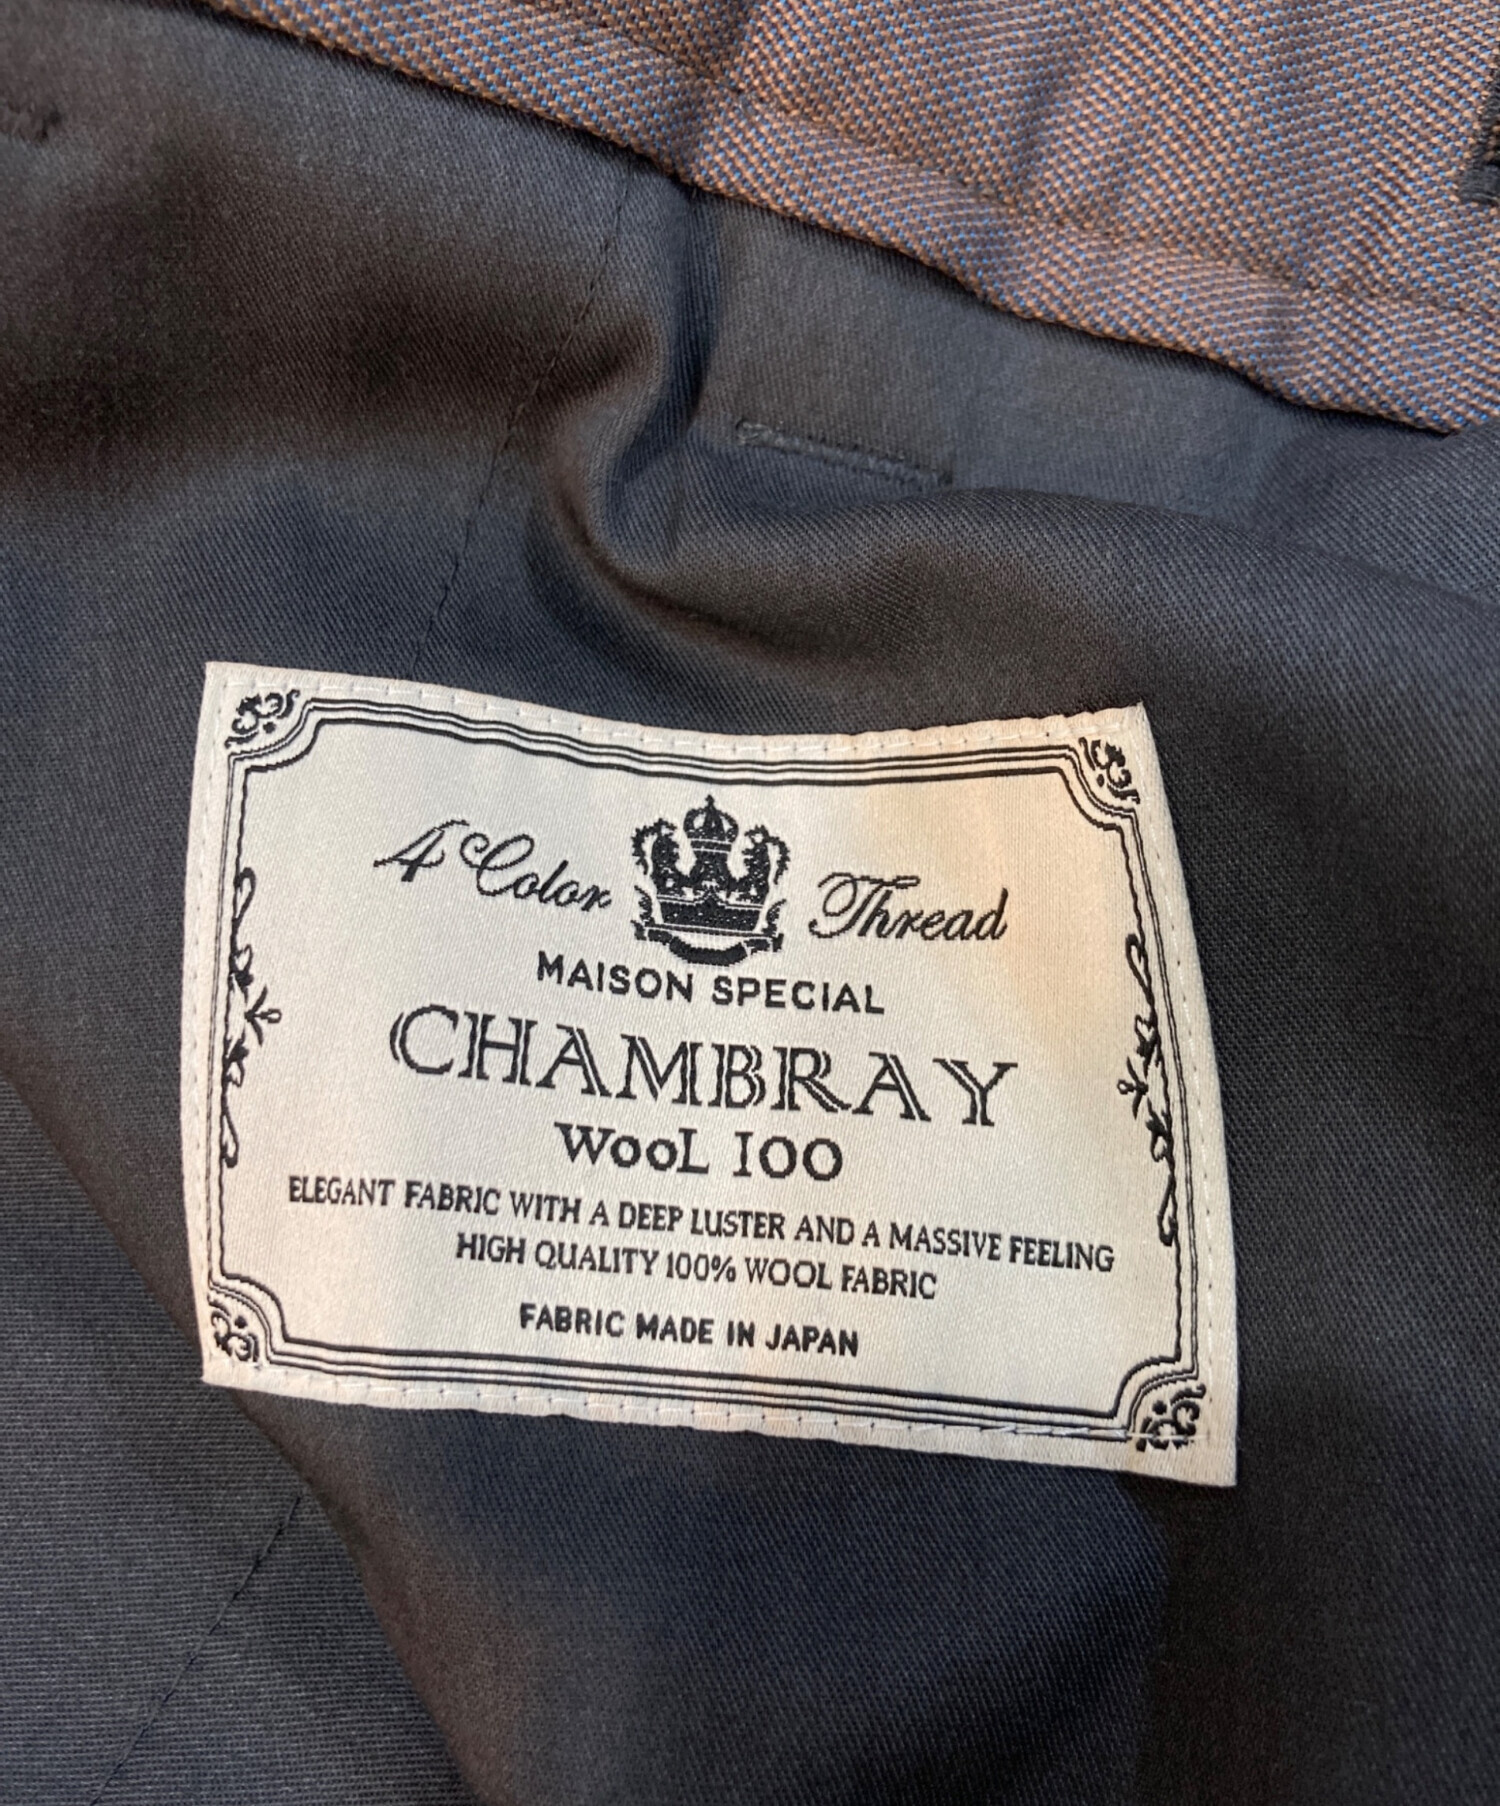 4 Color Thread
MAISON SPECIAL
CHAMBRAY
WOOL 100
ELEGANT FABRIC WITH A DEEP LUSTER AND A MASSIVE FEELING
HIGH QUALITY 100% WOOL FABRIC
FABRIC MADE IN JAPAN